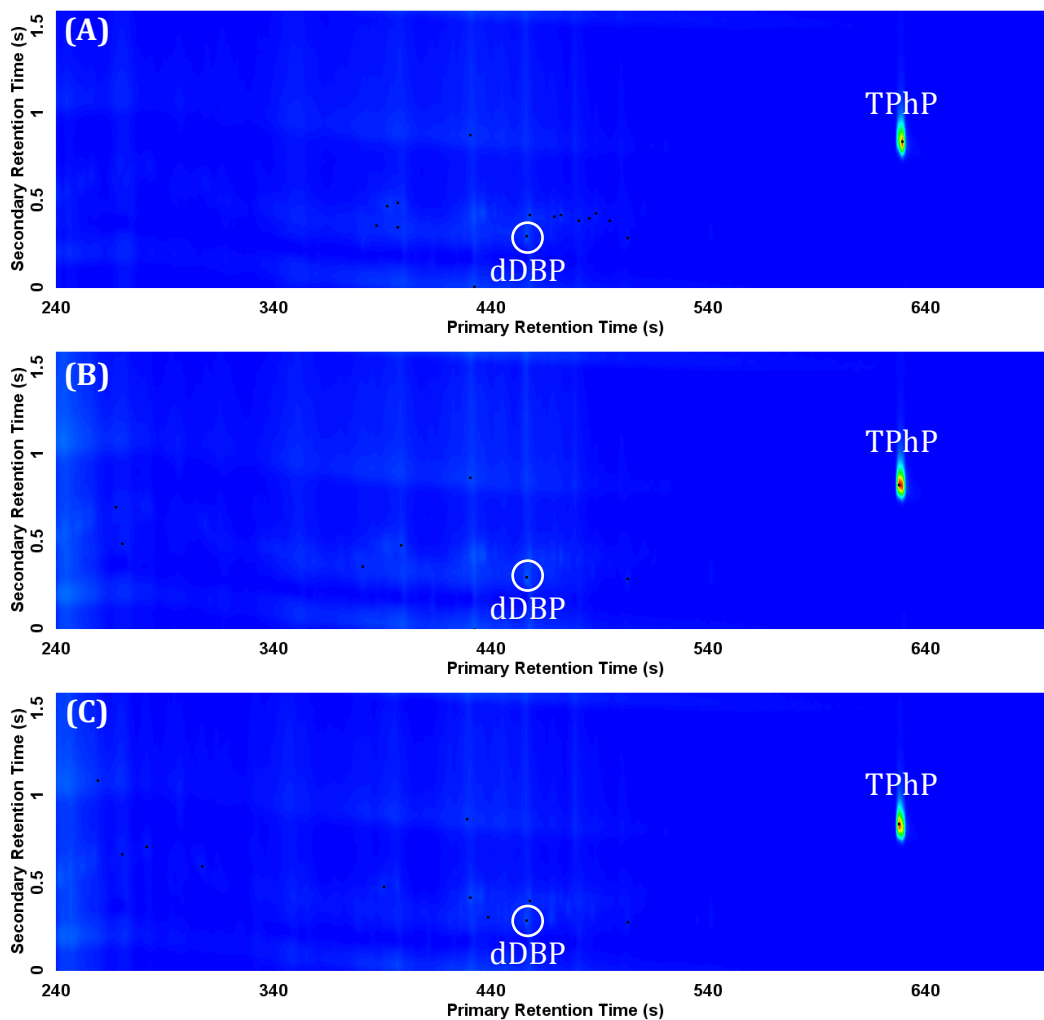 (A)
Secondary Retention Time (s)
1.5
1
0.5
0
TPhP
dDBP
240 340 440 540 640
Primary Retention Time (s)
(B)
Secondary Retention Time (s)
1.5
1
0.5
0
TPhP
dDBP
240 340 440 540 640
Primary Retention Time (s)
(C)
Secondary Retention Time (s)
1.5
1
0.5
0
TPhP
dDBP
240 340 440 540 640
Primary Retention Time (s)